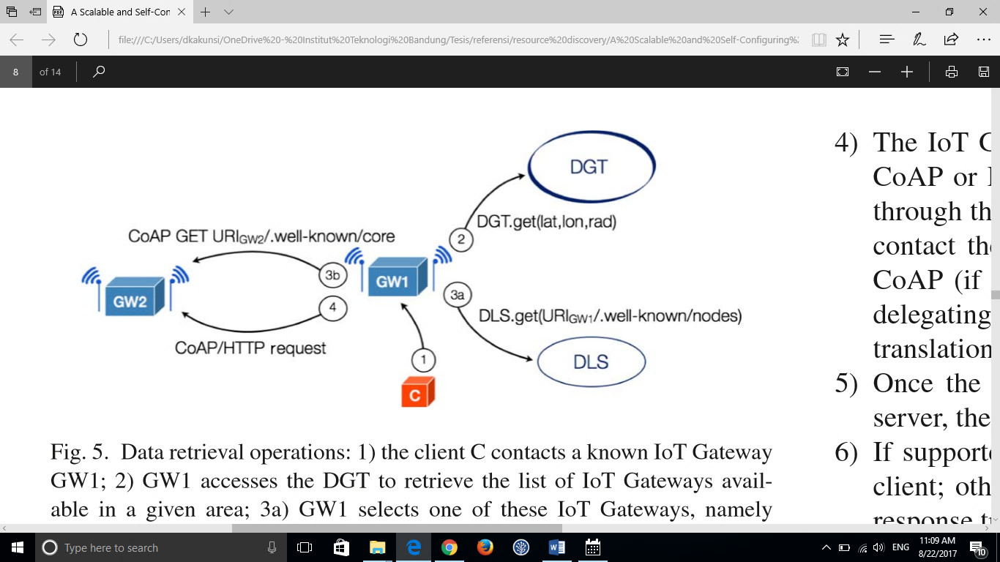 A Scalable and Self-Con
file:///C:/Users/dkakunsi/OneDrive%20-%20Institut%20Teknologi%20Bandung/Tesis/referensi/resource%20discovery/A%20Scalable%20and%20Self-Configuring%
8 of 14
DGT
DGT.get(lat,lon,rad)
2
CoAP GET URIGW2/.well-known/core
3b
GW1
GW2
3a
4
DLS.get(URIGW1/.well-known/nodes)
CoAP/HTTP request
1
DLS
C
Fig. 5. Data retrieval operations: 1) the client C contacts a known IoT Gateway
GW1; 2) GW1 accesses the DGT to retrieve the list of IoT Gateways avail-
able in a given area; 3a) GW1 selects one of these IoT Gateways, namely
4) The IoT
CoAP or
through th
contact th
CoAP (if
delegating
translation
5) Once the
server, the
6) If support
client; oth
response
Type here to search
ENG
11:09 AM
8/22/2017
10